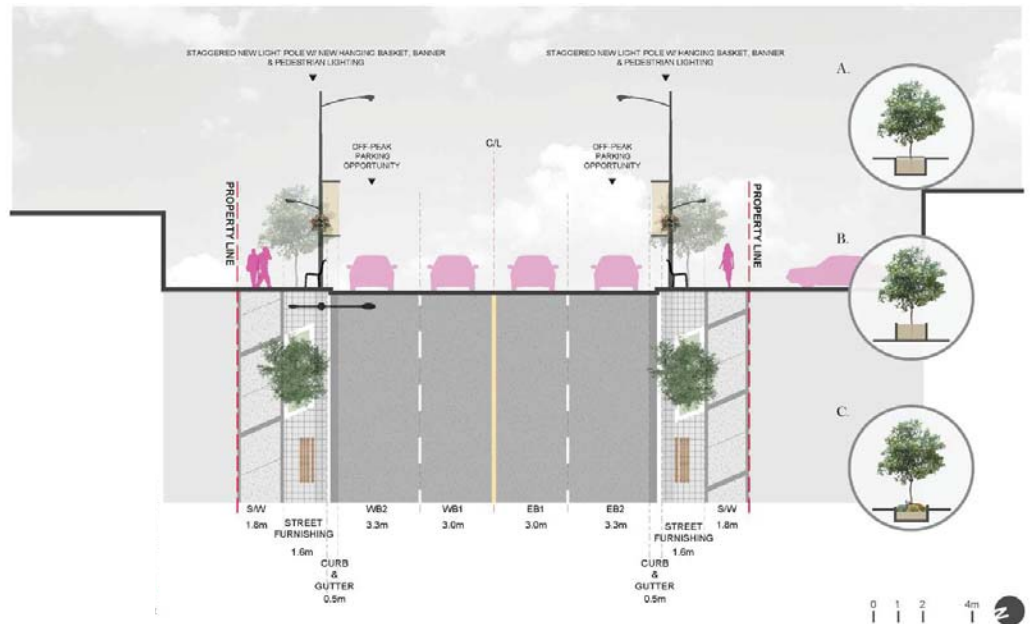 STAGGERED NEW LIGHT POLE W/ NEW HANGING BASKET, BANNER
& PEDESTRIAN LIGHTING
STAGGERED NEW LIGHT POLE W/ HANGING BASKET, BANNER
& PEDESTRIAN LIGHTING
A.
OFF-PEAK
PARKING
OPPORTUNITY
C/L
OFF-PEAK
PARKING
OPPORTUNITY
PROPERTY LINE
PROPERTY LINE
B.
C.
S/W
1.8m
STREET
FURNISHING
1.6m
CURB
&
GUTTER
0.5m
WB2
3.3m
WB1
3.0m
EB1
3.0m
EB2
3.3m
STREET
FURNISHING
1.6m
CURB
&
GUTTER
0.5m
S/W
1.8m
0 1 2 4m
N